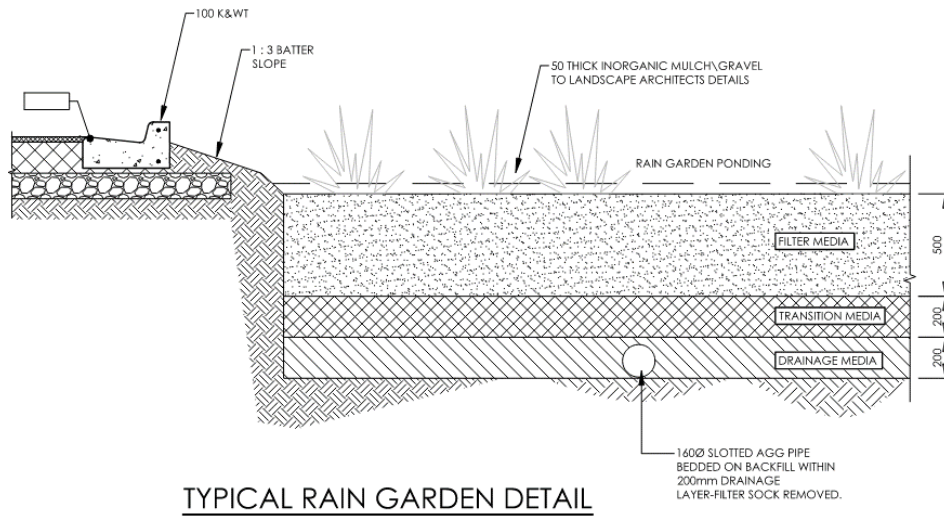 100 K&WT
1 : 3 BATTER
SLOPE
50 THICK INORGANIC MULCH\GRAVEL
TO LANDSCAPE ARCHITECTS DETAILS
RAIN GARDEN PONDING
FILTER MEDIA
500
TRANSITION MEDIA
200
DRAINAGE MEDIA
200
160Ø SLOTTED AGG PIPE
BEDDED ON BACKFILL WITHIN
200mm DRAINAGE
LAYER-FILTER SOCK REMOVED.
TYPICAL RAIN GARDEN DETAIL